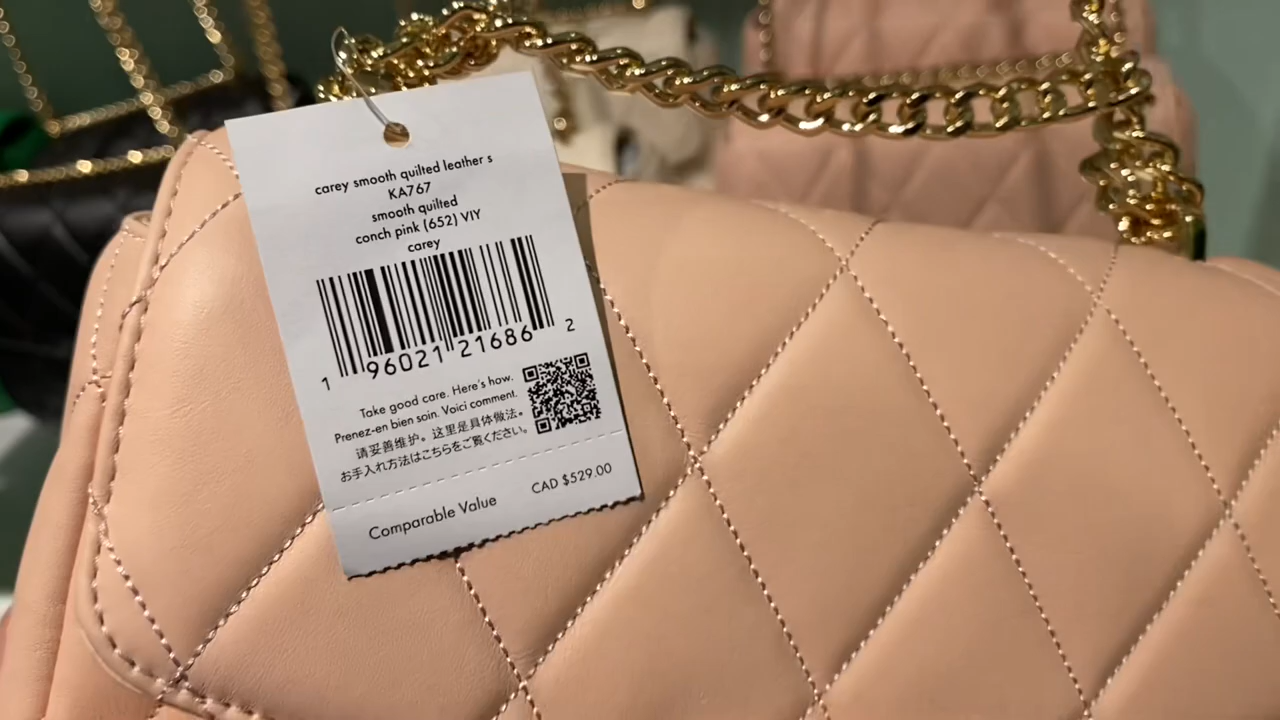 carey smooth quilted leather s
KA767
smooth quilted
conch pink (652) VIY
carey
1 96021 21686 2
Take good care. Here's how.
Prenez-en bien soin. Voici comment.
请妥善维护。这里是具体做法。
お手入れ方法はこちらをご覧ください。
Comparable Value CAD $529.00